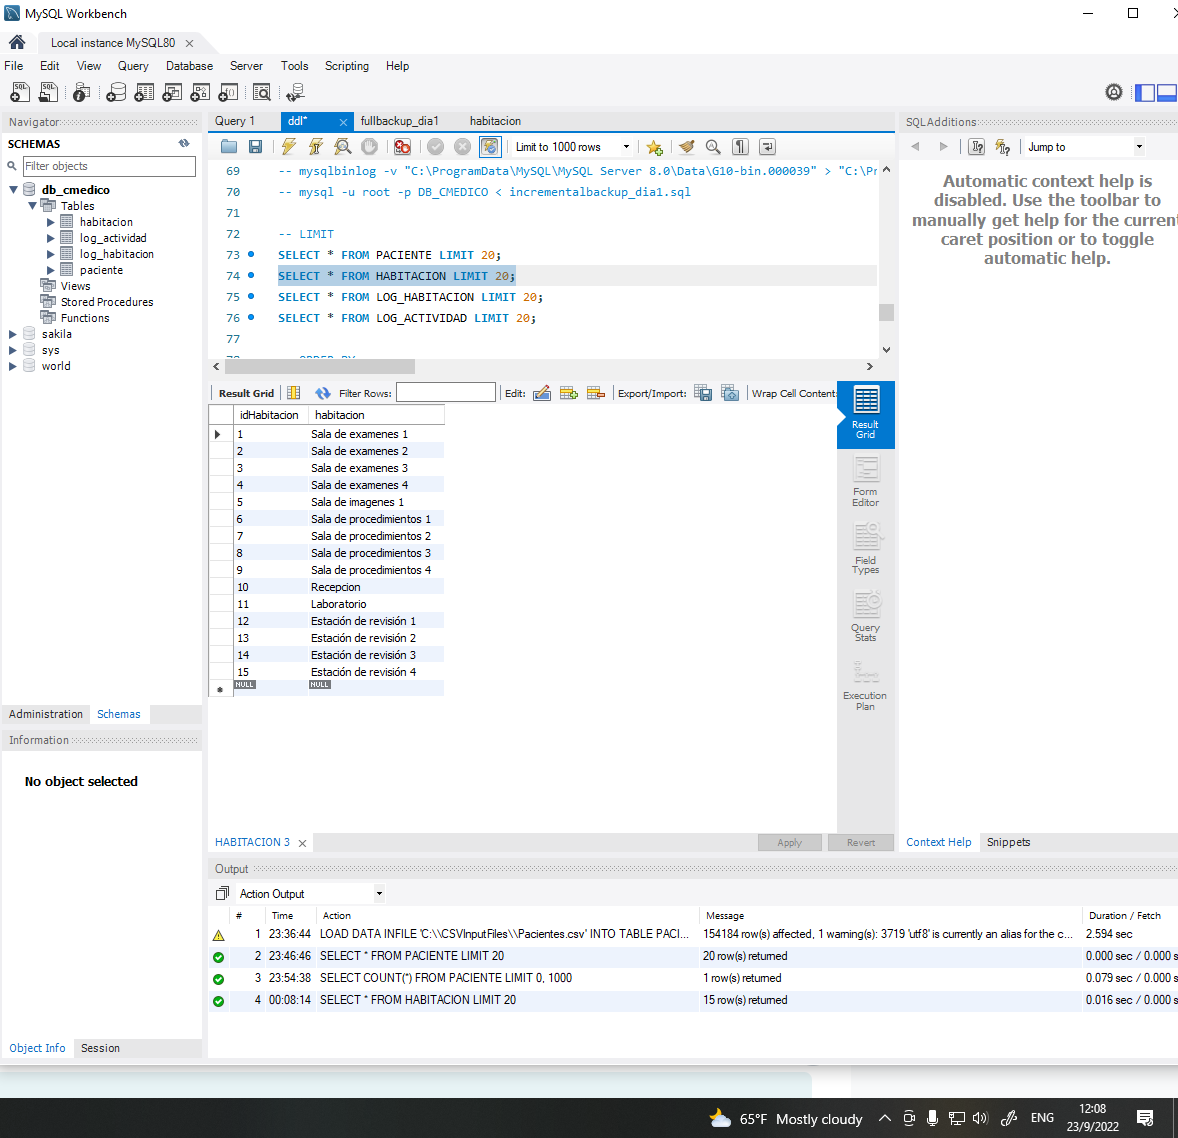 MySQL Workbench
Local instance MySQL80
File Edit View Query Database Server Tools Scripting Help
Navigator
SCHEMAS
Filter objects
db_cmedico
Tables
habitacion
log_actividad
log_habitacion
paciente
Views
Stored Procedures
Functions
sakila
sys
world
Administration Schemas
Information
No object selected
Object Info Session
Query 1 ddl* fullbackup_dia1 habitacion
Limit to 1000 rows
69 -- mysqlbinlog -v "C:\ProgramData\MySQL\MySQL Server 8.0\Data\G10-bin.000039" > "C:\Pr
70 -- mysql -u root -p DB_CMEDICO < incrementalbackup_dia1.sql
71
72 -- LIMIT
73 SELECT * FROM PACIENTE LIMIT 20;
74 SELECT * FROM HABITACION LIMIT 20;
75 SELECT * FROM LOG_HABITACION LIMIT 20;
76 SELECT * FROM LOG_ACTIVIDAD LIMIT 20;
77
Result Grid Filter Rows: Edit: Export/Import: Wrap Cell Content:
idHabitacion habitacion
1 Sala de examenes 1
2 Sala de examenes 2
3 Sala de examenes 3
4 Sala de examenes 4
5 Sala de imagenes 1
6 Sala de procedimientos 1
7 Sala de procedimientos 2
8 Sala de procedimientos 3
9 Sala de procedimientos 4
10 Recepcion
11 Laboratorio
12 Estación de revisión 1
13 Estación de revisión 2
14 Estación de revisión 3
15 Estación de revisión 4
NULL NULL
Result
Grid
Form
Editor
Field
Types
Query
Stats
Execution
Plan
HABITACION 3 Apply Revert
SQLAdditions
Jump to
Automatic context help is
disabled. Use the toolbar to
manually get help for the current
caret position or to toggle
automatic help.
Context Help Snippets
Output
Action Output
# Time Action Message Duration / Fetch
1 23:36:44 LOAD DATA INFILE 'C:\\CSVInputFiles\\Pacientes.csv' INTO TABLE PACI... 154184 row(s) affected, 1 warning(s): 3719 'utf8' is currently an alias for the c... 2.594 sec
2 23:46:46 SELECT * FROM PACIENTE LIMIT 20 20 row(s) returned 0.000 sec / 0.000 s
3 23:54:38 SELECT COUNT(*) FROM PACIENTE LIMIT 0, 1000 1 row(s) returned 0.079 sec / 0.000 s
4 00:08:14 SELECT * FROM HABITACION LIMIT 20 15 row(s) returned 0.016 sec / 0.000 s
65°F Mostly cloudy ENG 12:08
23/9/2022